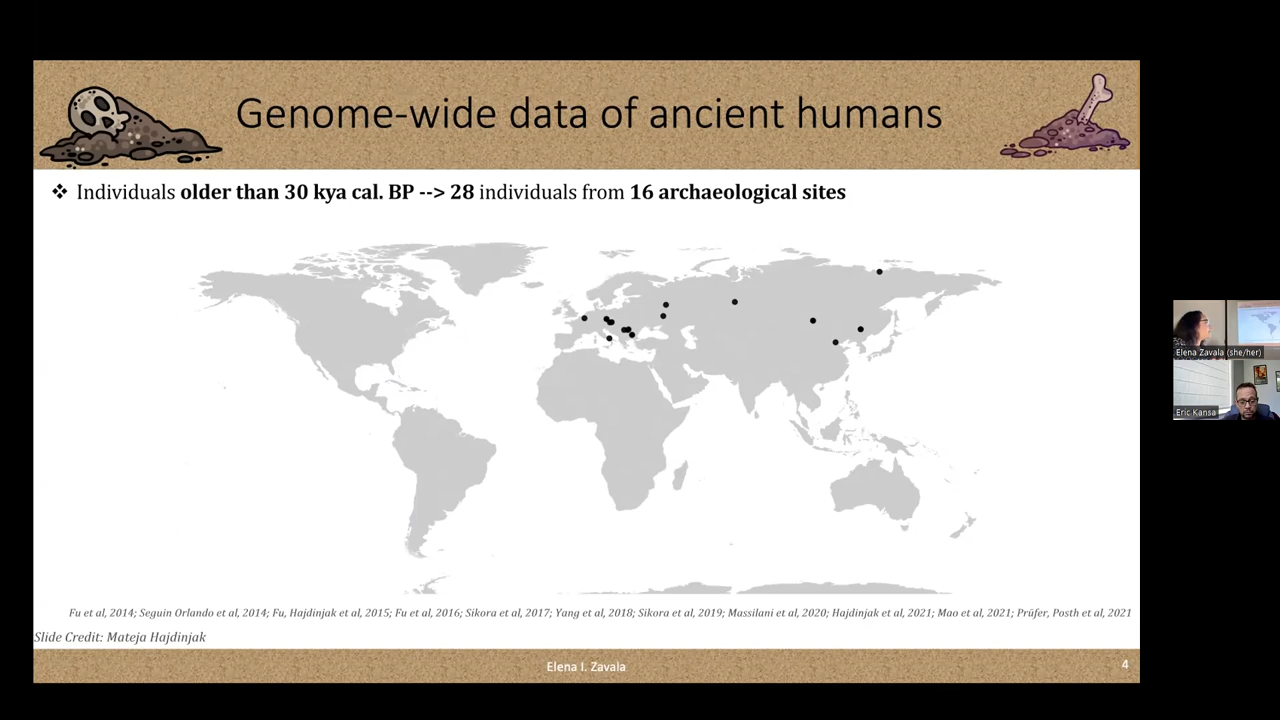 Genome-wide data of ancient humans
❖ Individuals older than 30 kya cal. BP --> 28 individuals from 16 archaeological sites
Fu et al, 2014; Seguin Orlando et al, 2014; Fu, Hajdinjak et al, 2015; Fu et al, 2016; Sikora et al, 2017; Yang et al, 2018; Sikora et al, 2019; Massilani et al, 2020; Hajdinjak et al, 2021; Mao et al, 2021; Prüfer, Posth et al, 2021
Slide Credit: Mateja Hajdinjak
Elena I. Zavala
4
Elena Zavala (she/her)
Eric Kansa